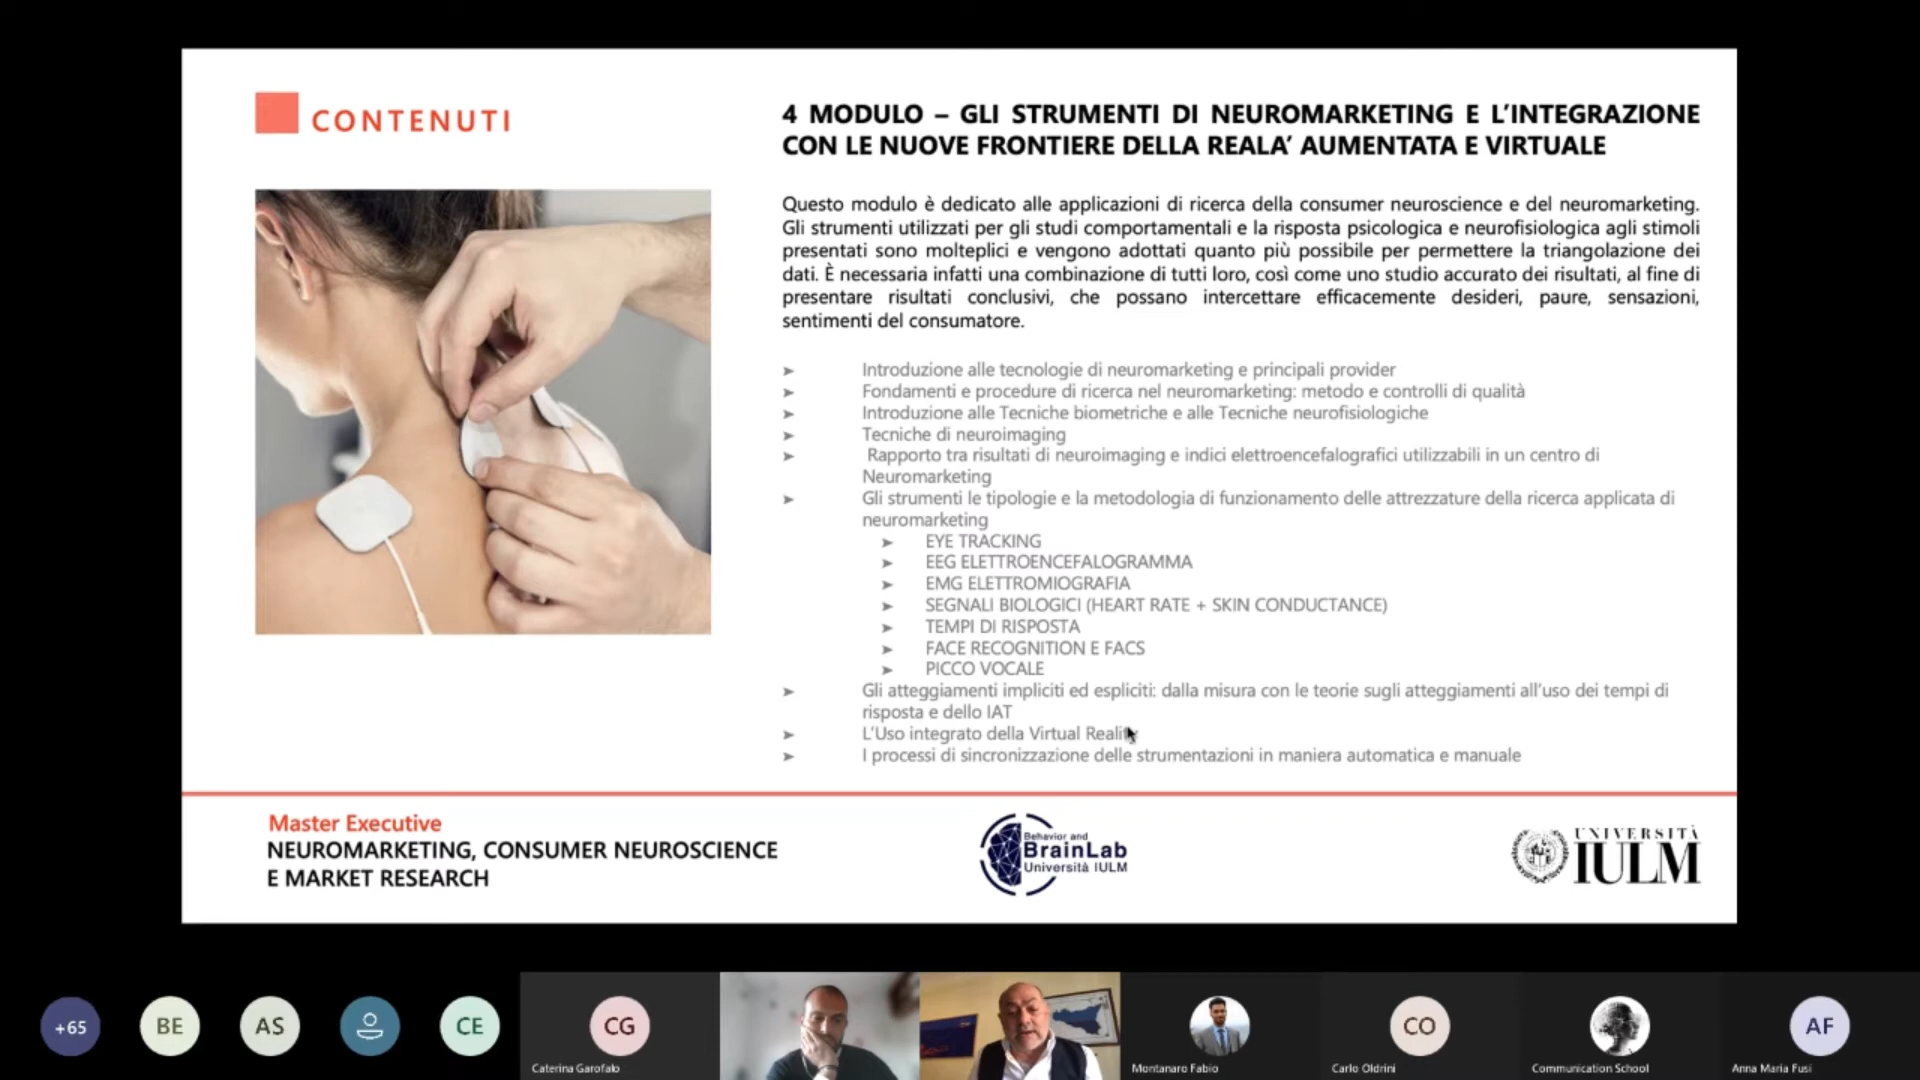 CONTENUTI
4 MODULO – GLI STRUMENTI DI NEUROMARKETING E L'INTEGRAZIONE
CON LE NUOVE FRONTIERE DELLA REALA' AUMENTATA E VIRTUALE
Questo modulo è dedicato alle applicazioni di ricerca della consumer neuroscience e del neuromarketing.
Gli strumenti utilizzati per gli studi comportamentali e la risposta psicologica e neurofisiologica agli stimoli
presentati sono molteplici e vengono adottati quanto più possibile per permettere la triangolazione dei
dati. È necessaria infatti una combinazione di tutti loro, così come uno studio accurato dei risultati, al fine di
presentare risultati conclusivi, che possano intercettare efficacemente desideri, paure, sensazioni,
sentimenti del consumatore.
➤ Introduzione alle tecnologie di neuromarketing e principali provider
➤ Fondamenti e procedure di ricerca nel neuromarketing: metodo e controlli di qualità
➤ Introduzione alle Tecniche biometriche e alle Tecniche neurofisiologiche
➤ Tecniche di neuroimaging
➤ Rapporto tra risultati di neuroimaging e indici elettroencefalografici utilizzabili in un centro di
Neuromarketing
➤ Gli strumenti le tipologie e la metodologia di funzionamento delle attrezzature della ricerca applicata di
neuromarketing
➤ EYE TRACKING
➤ EEG ELETTROENCEFALOGRAMMA
➤ EMG ELETTROMIOGRAFIA
➤ SEGNALI BIOLOGICI (HEART RATE + SKIN CONDUCTANCE)
➤ TEMPI DI RISPOSTA
➤ FACE RECOGNITION E FACS
➤ PICCO VOCALE
➤ Gli atteggiamenti impliciti ed espliciti: dalla misura con le teorie sugli atteggiamenti all'uso dei tempi di
risposta e dello IAT
➤ L'Uso integrato della Virtual Reality
➤ I processi di sincronizzazione delle strumentazioni in maniera automatica e manuale
Master Executive
NEUROMARKETING, CONSUMER NEUROSCIENCE
E MARKET RESEARCH
Behavior and
BrainLab
Università IULM
UNIVERSITÀ
IULM
+65
BE
AS
CE
CG
CO
AF
Caterina Garofalo
Montanaro Fabio
Carlo Oldrini
Communication School
Anna Maria Fusi